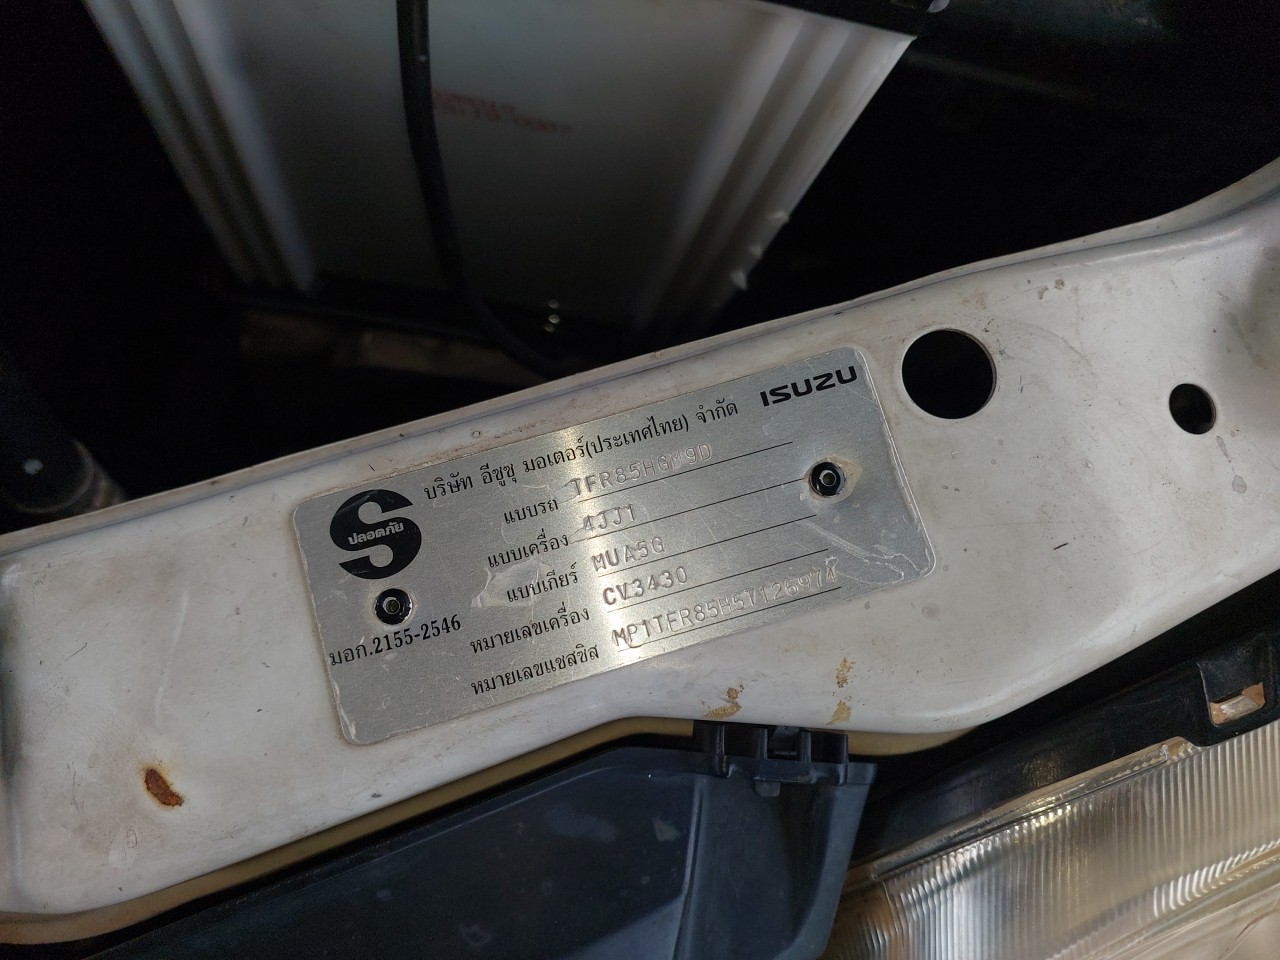 ISUZU
บริษัท อีซูซุ มอเตอร์(ประเทศไทย) จำกัด
ปลอดภัย
มอก.2155-2546
แบบรถ
แบบเครื่อง 4JJ1
แบบเกียร์ MUA5G
หมายเลขเครื่อง CV3430
หมายเลขแชสซิส MP1TFR85H5T126974